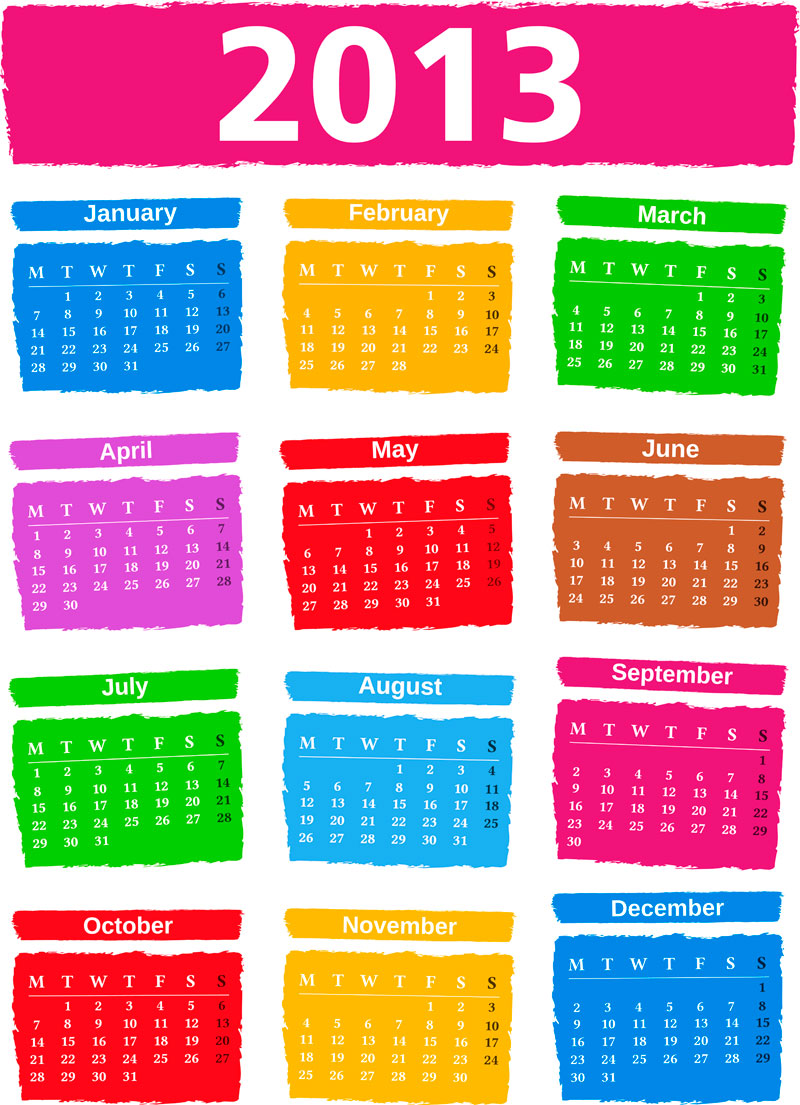 2013
January
M T W T F S S
1 2 3 4 5 6
7 8 9 10 11 12 13
14 15 16 17 18 19 20
21 22 23 24 25 26 27
28 29 30 31
February
M T W T F S S
1 2 3
4 5 6 7 8 9 10
11 12 13 14 15 16 17
18 19 20 21 22 23 24
25 26 27 28
March
M T W T F S S
1 2 3
4 5 6 7 8 9 10
11 12 13 14 15 16 17
18 19 20 21 22 23 24
25 26 27 28 29 30 31
April
M T W T F S S
1 2 3 4 5 6 7
8 9 10 11 12 13 14
15 16 17 18 19 20 21
22 23 24 25 26 27 28
29 30
May
M T W T F S S
1 2 3 4 5
6 7 8 9 10 11 12
13 14 15 16 17 18 19
20 21 22 23 24 25 26
27 28 29 30 31
June
M T W T F S S
1 2
3 4 5 6 7 8 9
10 11 12 13 14 15 16
17 18 19 20 21 22 23
24 25 26 27 28 29 30
July
M T W T F S S
1 2 3 4 5 6 7
8 9 10 11 12 13 14
15 16 17 18 19 20 21
22 23 24 25 26 27 28
29 30 31
August
M T W T F S S
1 2 3 4
5 6 7 8 9 10 11
12 13 14 15 16 17 18
19 20 21 22 23 24 25
26 27 28 29 30 31
September
M T W T F S S
1
2 3 4 5 6 7 8
9 10 11 12 13 14 15
16 17 18 19 20 21 22
23 24 25 26 27 28 29
30
October
M T W T F S S
1 2 3 4 5 6
7 8 9 10 11 12 13
14 15 16 17 18 19 20
21 22 23 24 25 26 27
28 29 30 31
November
M T W T F S S
1 2 3
4 5 6 7 8 9 10
11 12 13 14 15 16 17
18 19 20 21 22 23 24
25 26 27 28 29 30
December
M T W T F S S
1
2 3 4 5 6 7 8
9 10 11 12 13 14 15
16 17 18 19 20 21 22
23 24 25 26 27 28 29
30 31